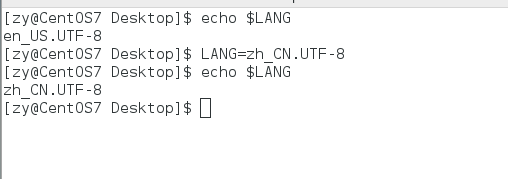 [zy@CentOS7 Desktop]$ echo $LANG
en_US.UTF-8
[zy@CentOS7 Desktop]$ LANG=zh_CN.UTF-8
[zy@CentOS7 Desktop]$ echo $LANG
zh_CN.UTF-8
[zy@CentOS7 Desktop]$